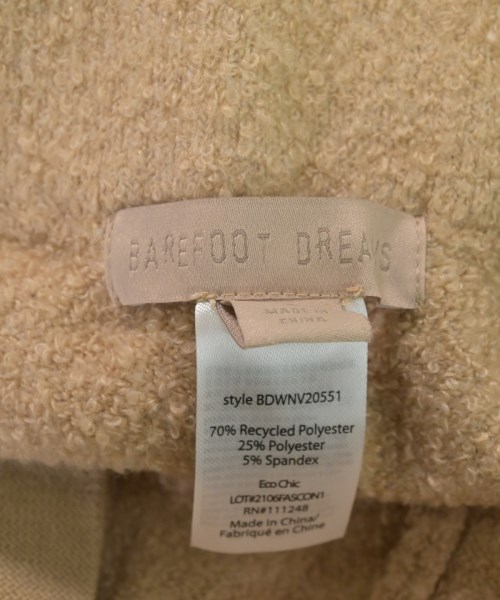 BAREFOOT DREAMS
MADE IN
CHINA
style BDWNV20551
70% Recycled Polyester
25% Polyester
5% Spandex
Eco Chic
LOT#2106FASCON1
RN#111248
Made in China/
Fabriqué en Chine